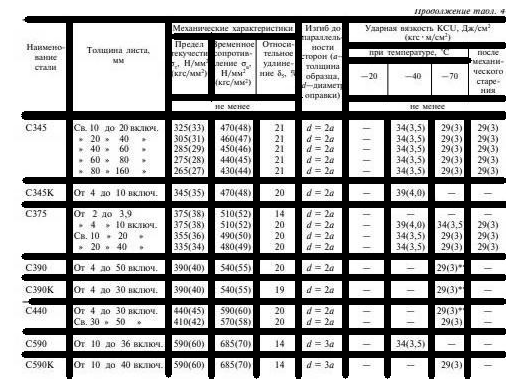 Продолжение табл. 4
Наименование стали | Толщина листа, мм | Механические характеристики | Изгиб до параллельности сторон (a—толщина образца, d—диаметр оправки) | Ударная вязкость KCU, Дж/см² (кгс·м/см²)
Предел текучести σ, Н/мм² (кгс/мм²) | Временное сопротивление σ, Н/мм² (кгс/мм²) | Относительное удлинение δ₅, % | при температуре, °С | после механического старения
−20 | −40 | −70
не менее | не менее
С345 | Св. 10 до 20 включ. | 325(33) | 470(48) | 21 | d = 2a | — | 34(3,5) | 29(3) | 29(3)
» 20 » 40 » | 305(31) | 460(47) | 21 | d = 2a | — | 34(3,5) | 29(3) | 29(3)
» 40 » 60 » | 285(29) | 450(46) | 21 | d = 2a | — | 34(3,5) | 29(3) | 29(3)
» 60 » 80 » | 275(28) | 440(45) | 21 | d = 2a | — | 34(3,5) | 29(3) | 29(3)
» 80 » 160 » | 265(27) | 430(44) | 21 | d = 2a | — | 34(3,5) | 29(3) | 29(3)
С345К | От 4 до 10 включ. | 345(35) | 470(48) | 20 | d = 2a | — | 39(4,0) | — | —
С375 | От 2 до 3,9 | 375(38) | 510(52) | 14 | d = 2a | — | — | — | —
» 4 » 10 включ. | 375(38) | 510(52) | 20 | d = 2a | — | 39(4,0) | 34(3,5 | 29(3)
Св. 10 » 20 » | 355(36) | 490(50) | 20 | d = 2a | — | 34(3,5) | 29(3) | 29(3)
» 20 » 40 » | 335(34) | 480(49) | 20 | d = 2a | — | 34(3,5) | 29(3) | 29(3)
С390 | От 4 до 50 включ. | 390(40) | 540(55) | 20 | d = 2a | — | — | 29(3)* | —
С390К | От 4 до 30 включ. | 390(40) | 540(55) | 19 | d = 2a | — | — | 29(3)* | —
С440 | От 4 до 30 включ. | 440(45) | 590(60) | 20 | d = 2a | — | — | 29(3)* | —
Св. 30 » 50 » | 410(42) | 570(58) | 20 | d = 2a | — | — | 29(3) | —
С590 | От 10 до 36 включ. | 590(60) | 685(70) | 14 | d = 3a | — | 34(3,5) | — | —
С590К | От 10 до 40 включ. | 590(60) | 685(70) | 14 | d = 3a | — | — | 29(3) | —